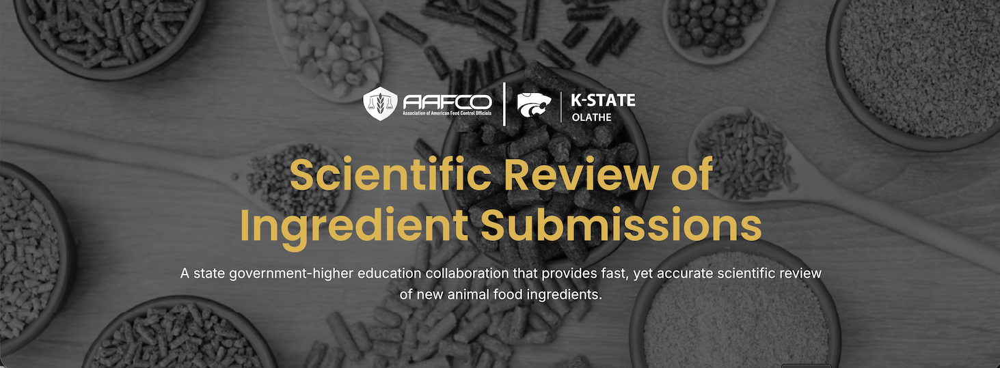 AAFCO
Association of American Feed Control Officials
K-STATE
OLATHE
Scientific Review of
Ingredient Submissions
A state government-higher education collaboration that provides fast, yet accurate scientific review
of new animal food ingredients.